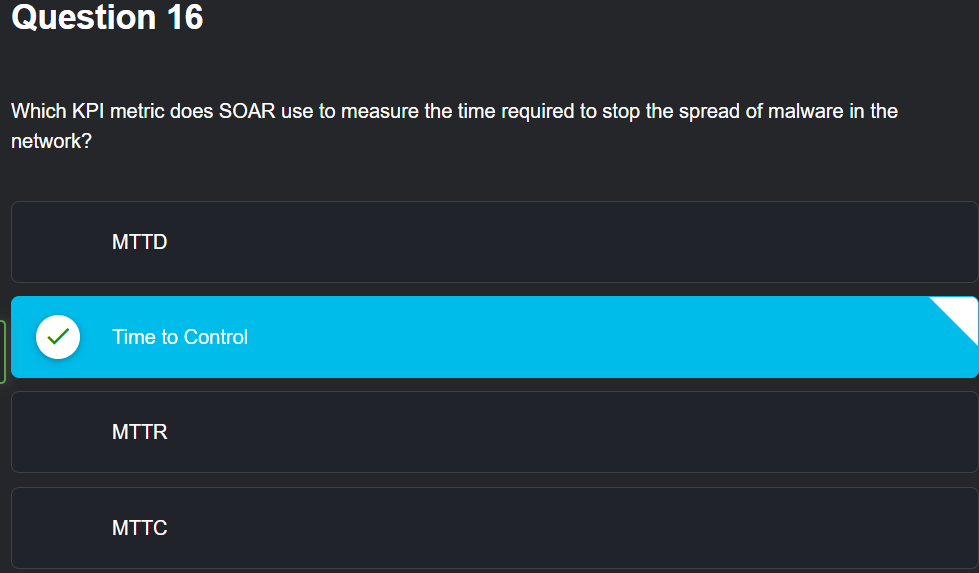 Question 16
Which KPI metric does SOAR use to measure the time required to stop the spread of malware in the
network?
MTTD
Time to Control
MTTR
MTTC